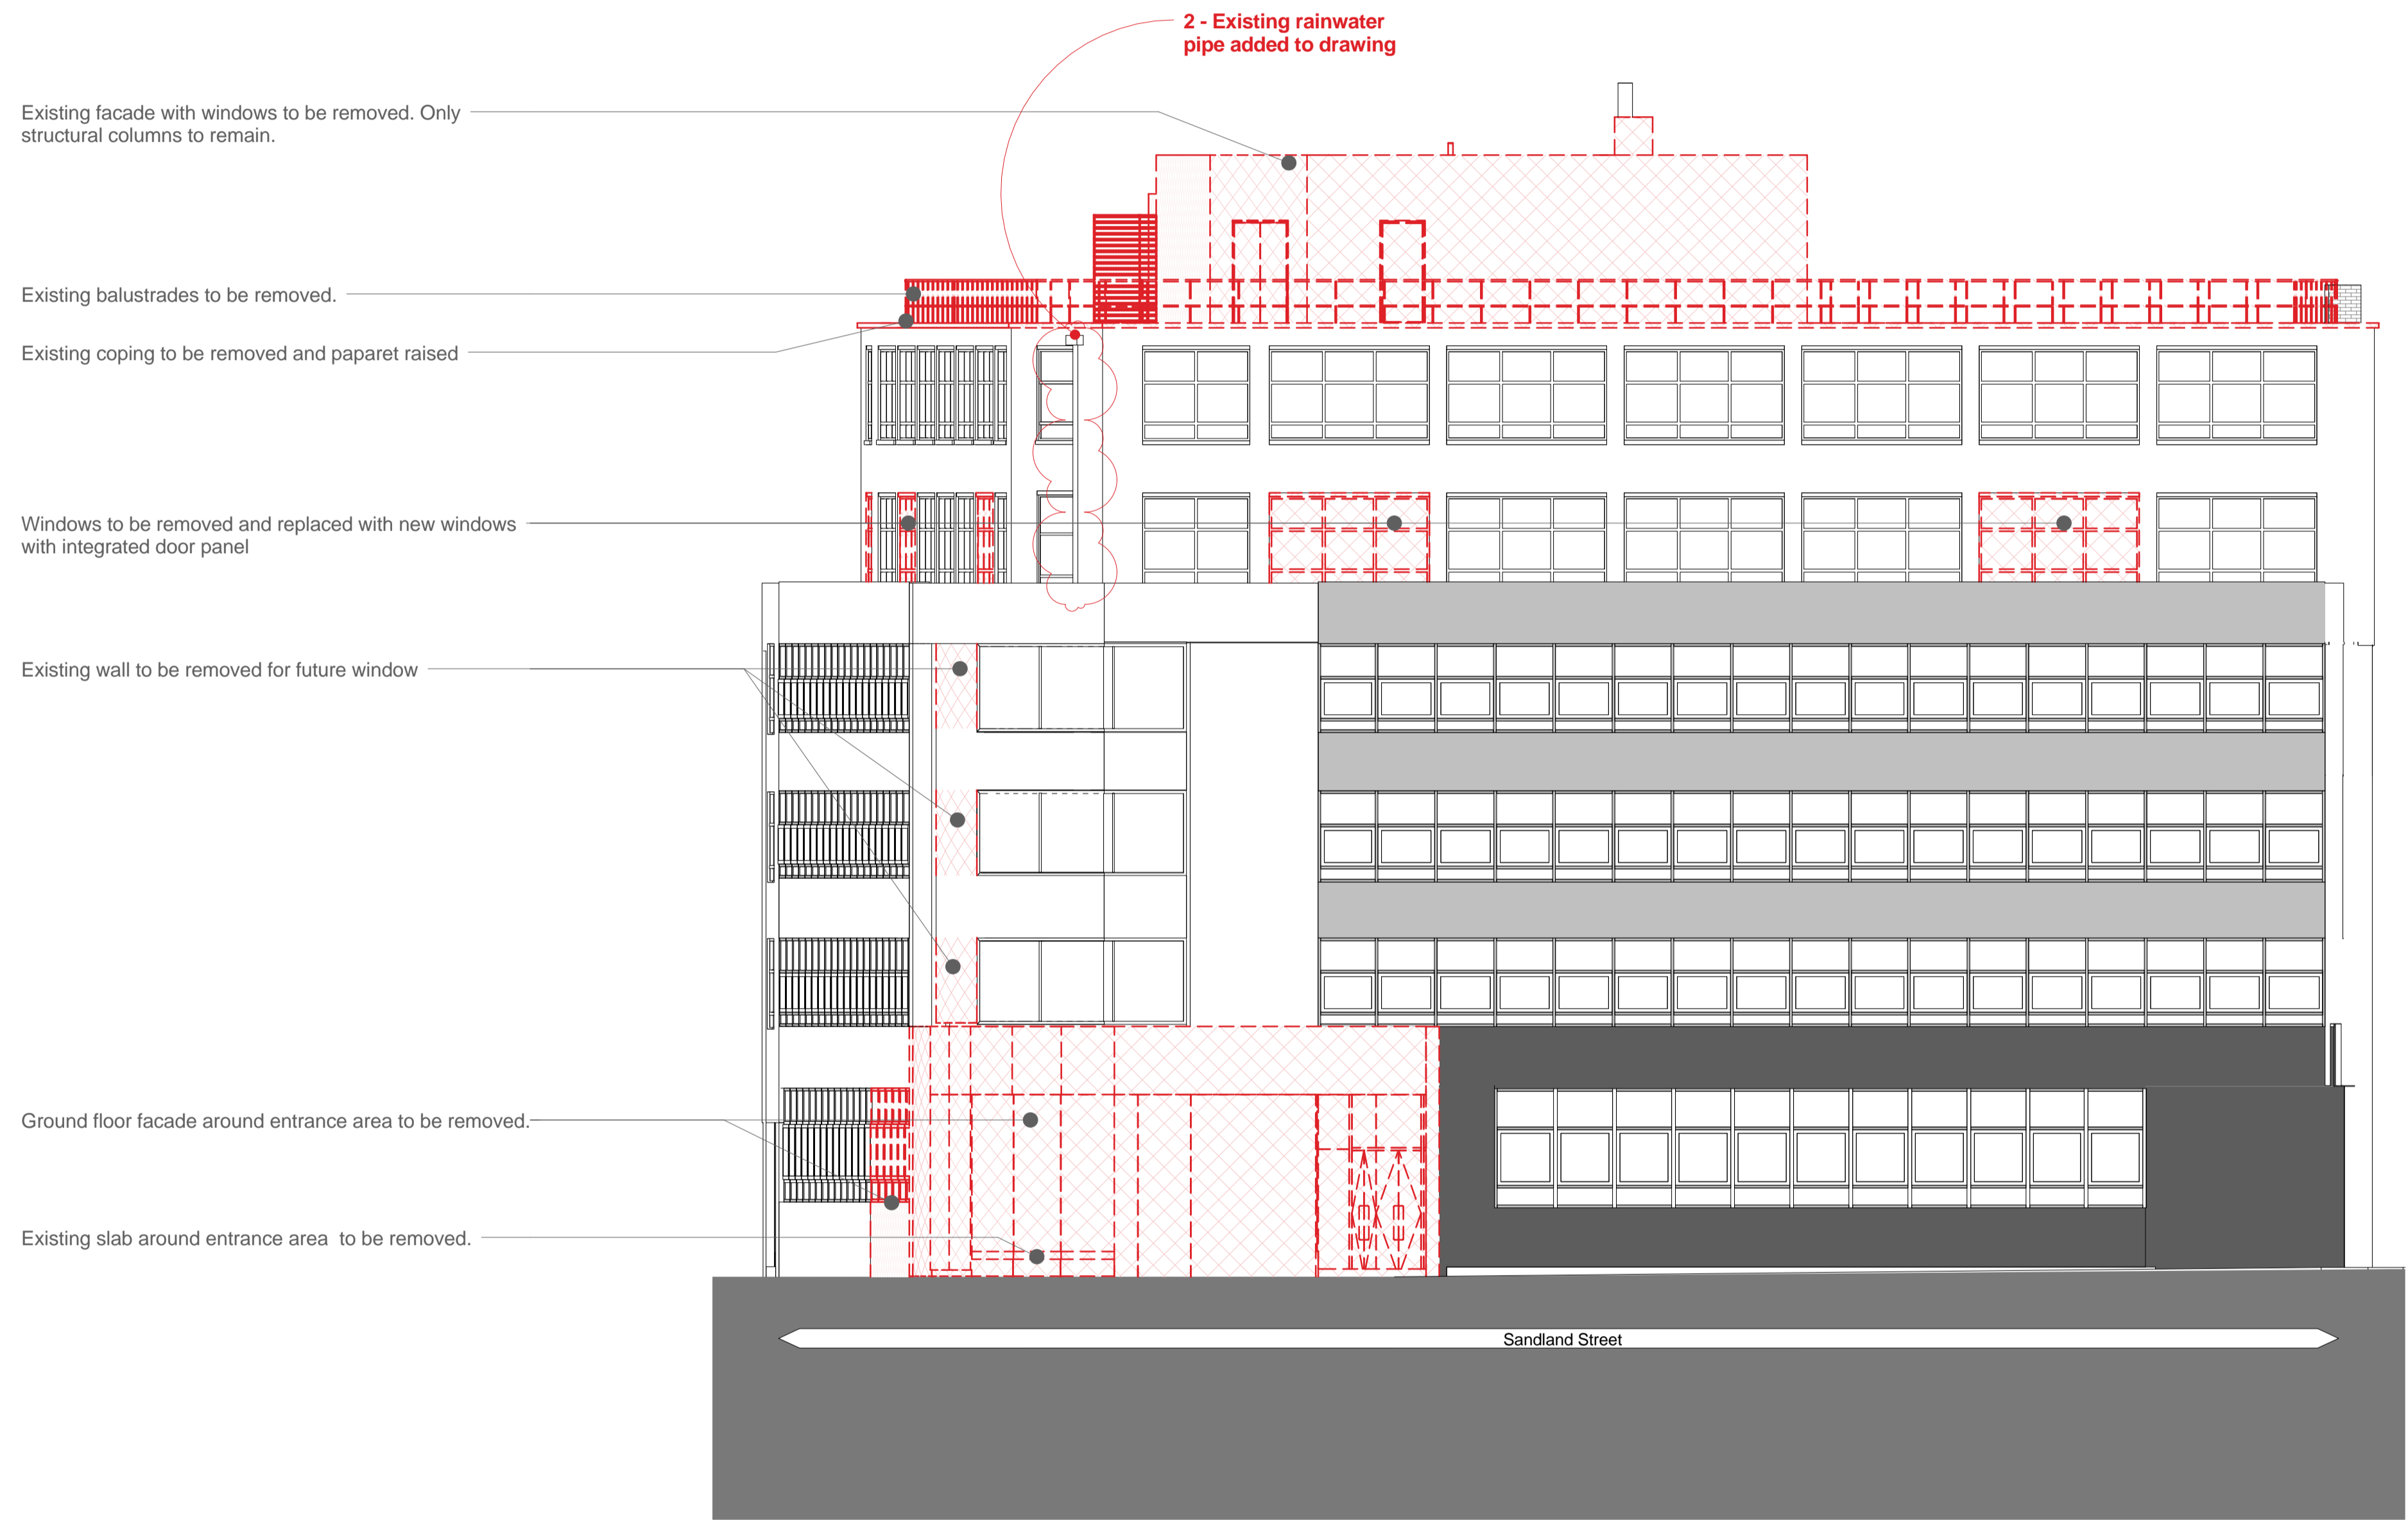 2 - Existing rainwater
pipe added to drawing
Existing facade with windows to be removed. Only
structural columns to remain.
Existing balustrades to be removed.
Existing coping to be removed and paparet raised
Windows to be removed and replaced with new windows
with integrated door panel
Existing wall to be removed for future window
Ground floor facade around entrance area to be removed.
Existing slab around entrance area  to be removed.
Sandland Street